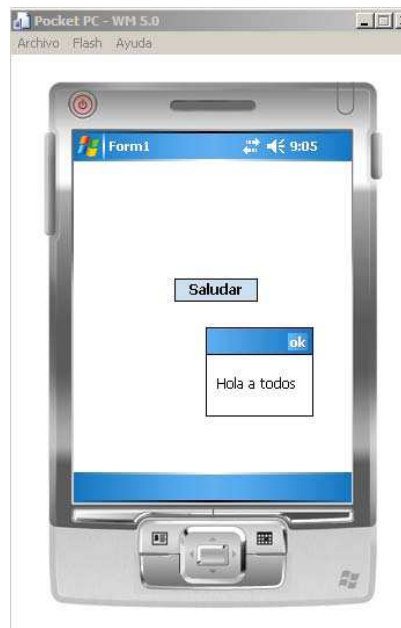 Pocket PC - WM 5.0
Archivo Flash Ayuda
Form1 9:05
Saludar
ok
Hola a todos